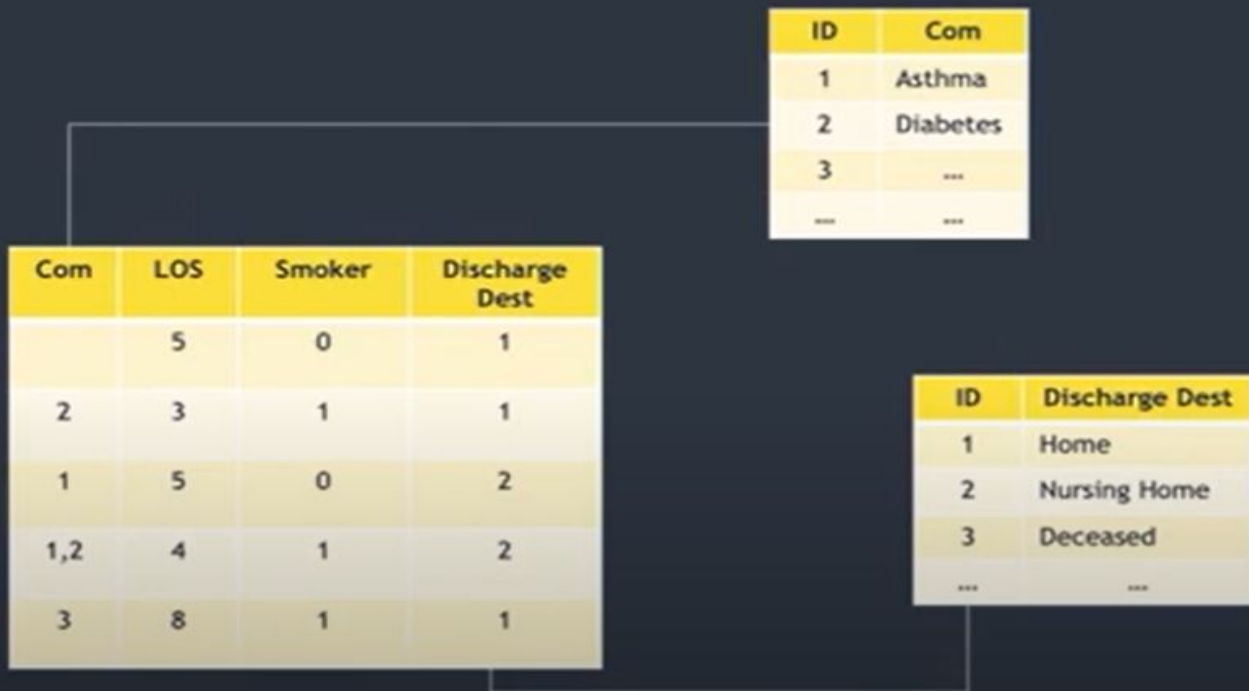 ID Com
1 Asthma
2 Diabetes
3 ...
... ...
Com LOS Smoker Discharge
Dest
5 0 1
2 3 1 1
1 5 0 2
1,2 4 1 2
3 8 1 1
ID Discharge Dest
1 Home
2 Nursing Home
3 Deceased
... ...